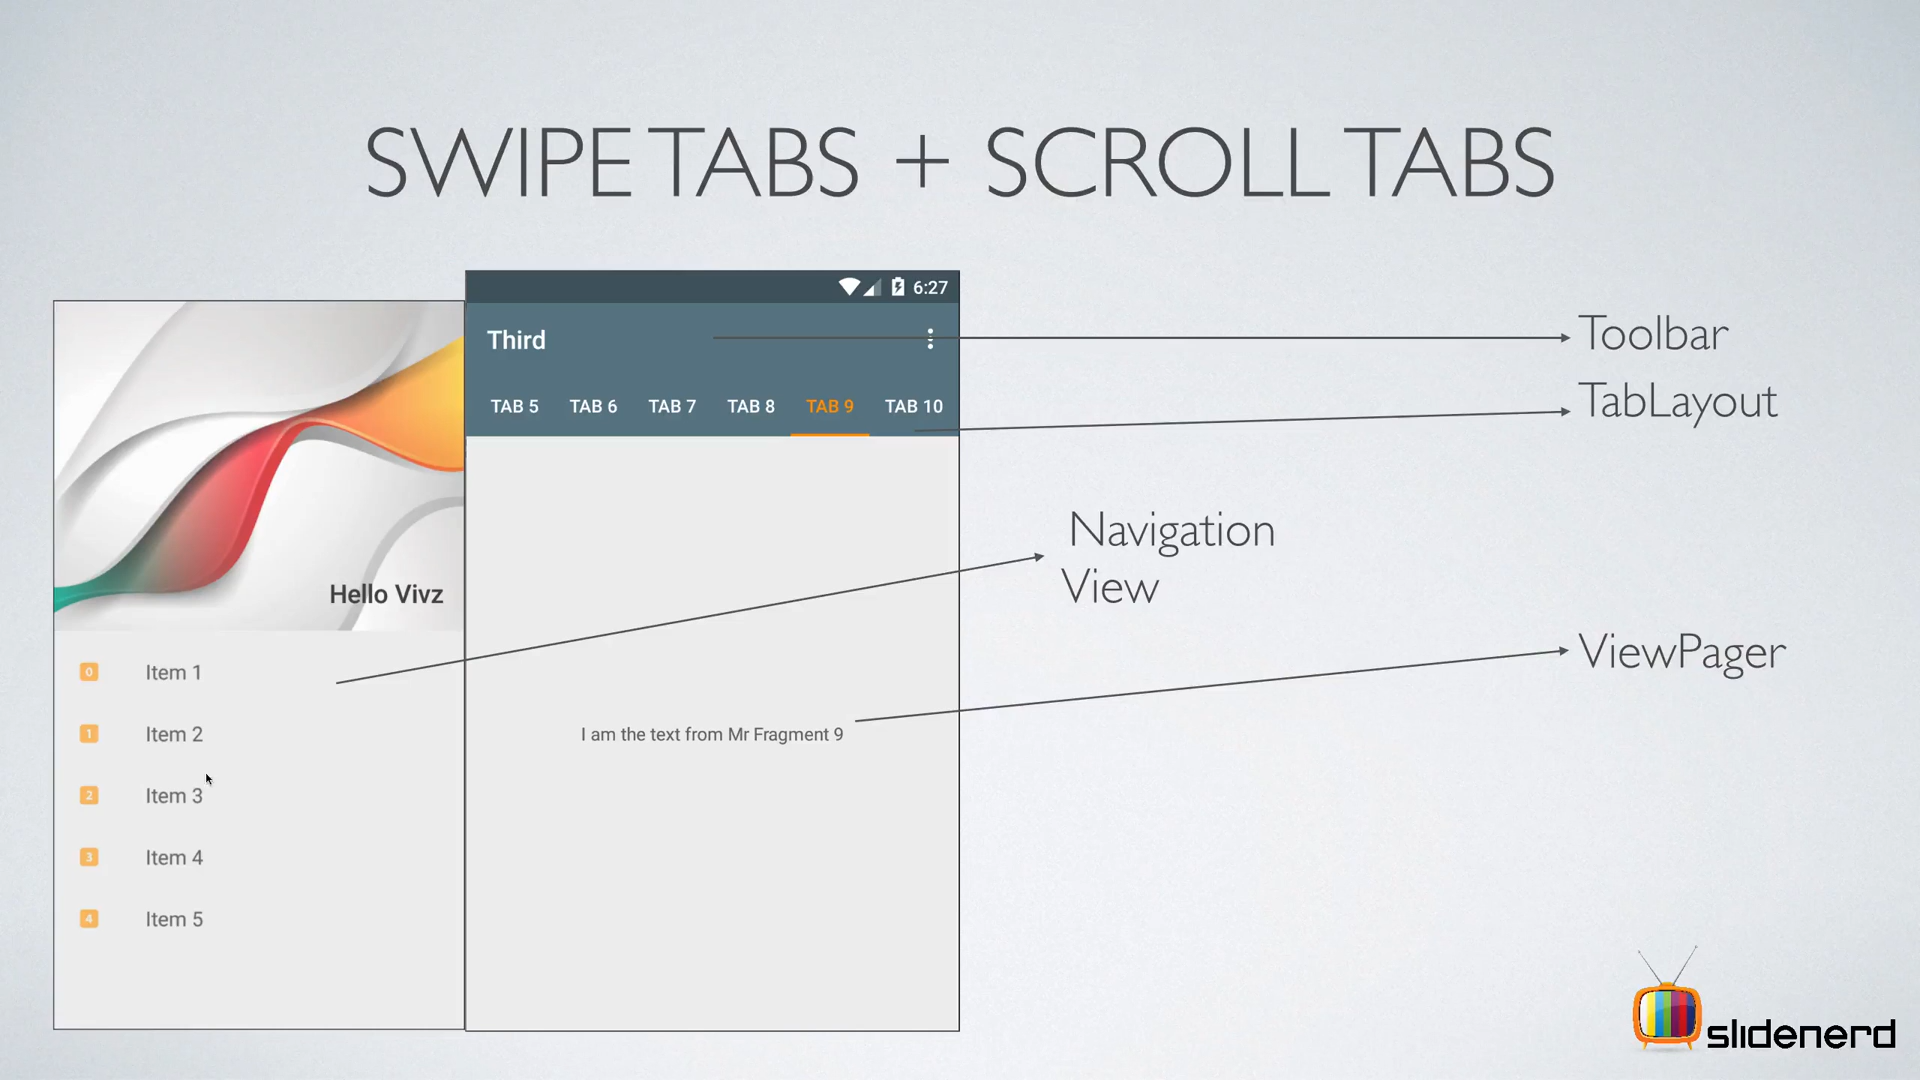 SWIPE TABS + SCROLL TABS
6:27
Third
Toolbar
TAB 5 TAB 6 TAB 7 TAB 8 TAB 9 TAB 10
TabLayout
Navigation
View
Hello Vivz
ViewPager
0 Item 1
1 Item 2
I am the text from Mr Fragment 9
2 Item 3
3 Item 4
4 Item 5
slidenerd